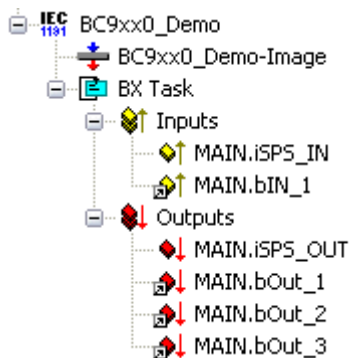 IEC 1131 BC9xx0_Demo
BC9xx0_Demo-Image
BX Task
Inputs
MAIN.iSPS_IN
MAIN.bIN_1
Outputs
MAIN.iSPS_OUT
MAIN.bOut_1
MAIN.bOut_2
MAIN.bOut_3